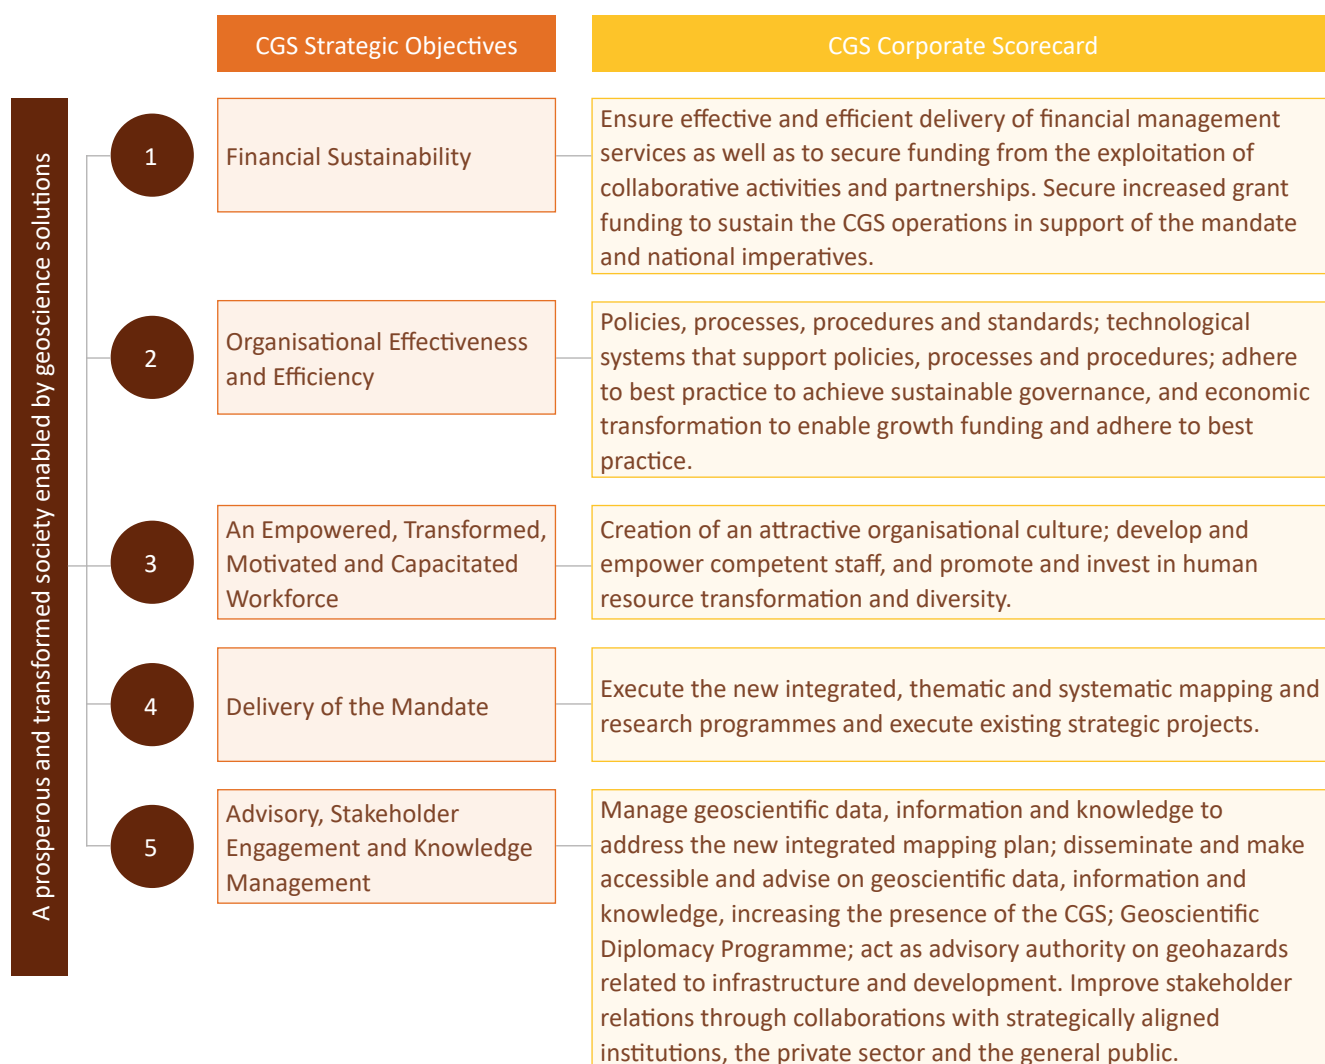 CGS Strategic Objectives
CGS Corporate Scorecard
A prosperous and transformed society enabled by geoscience solutions
1
Financial Sustainability
Ensure effective and efficient delivery of financial management
services as well as to secure funding from the exploitation of
collaborative activities and partnerships. Secure increased grant
funding to sustain the CGS operations in support of the mandate
and national imperatives.
2
Organisational Effectiveness
and Efficiency
Policies, processes, procedures and standards; technological
systems that support policies, processes and procedures; adhere
to best practice to achieve sustainable governance, and economic
transformation to enable growth funding and adhere to best
practice.
3
An Empowered, Transformed,
Motivated and Capacitated
Workforce
Creation of an attractive organisational culture; develop and
empower competent staff, and promote and invest in human
resource transformation and diversity.
4
Delivery of the Mandate
Execute the new integrated, thematic and systematic mapping and
research programmes and execute existing strategic projects.
5
Advisory, Stakeholder
Engagement and Knowledge
Management
Manage geoscientific data, information and knowledge to
address the new integrated mapping plan; disseminate and make
accessible and advise on geoscientific data, information and
knowledge, increasing the presence of the CGS; Geoscientific
Diplomacy Programme; act as advisory authority on geohazards
related to infrastructure and development. Improve stakeholder
relations through collaborations with strategically aligned
institutions, the private sector and the general public.